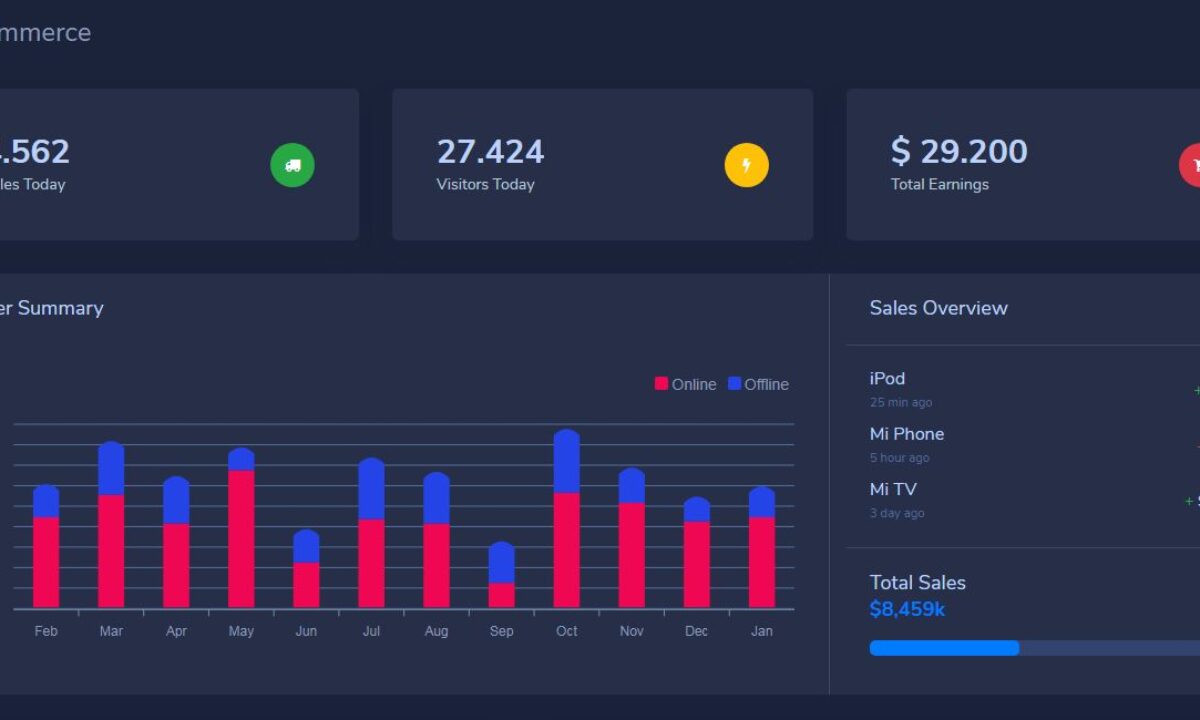 mmerce
.562
les Today
27.424
Visitors Today
$ 29.200
Total Earnings
er Summary
Online Offline
Feb Mar Apr May Jun Jul Aug Sep Oct Nov Dec Jan
Sales Overview
iPod
25 min ago
+
Mi Phone
5 hour ago
-
Mi TV
3 day ago
+ $
Total Sales
$8,459k